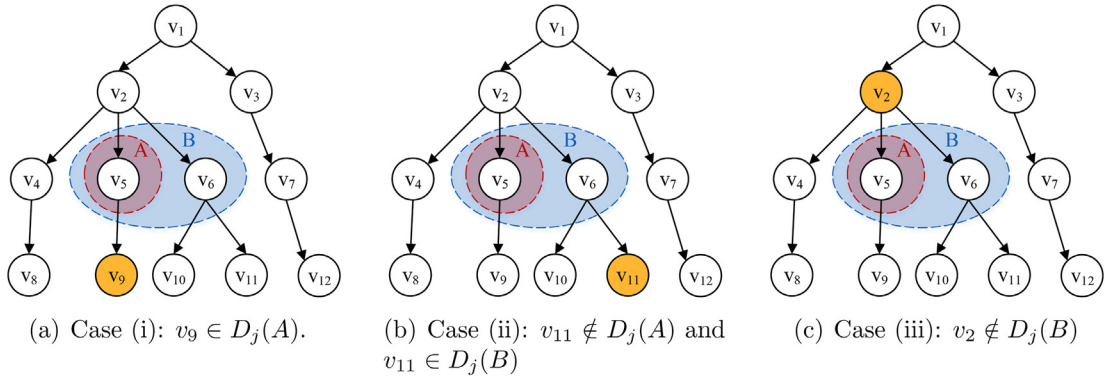 v1 v1 v1
v2 v3 v2 v3 v2 v3
B B B
A A A
v4 v5 v6 v7 v4 v5 v6 v7 v4 v5 v6 v7
v8 v9 v10 v11 v12 v8 v9 v10 v11 v12 v8 v9 v10 v11 v12
(a) Case (i): v9 ∈ Dj(A).
(b) Case (ii): v11 ∉ Dj(A) and
v11 ∈ Dj(B)
(c) Case (iii): v2 ∉ Dj(B)